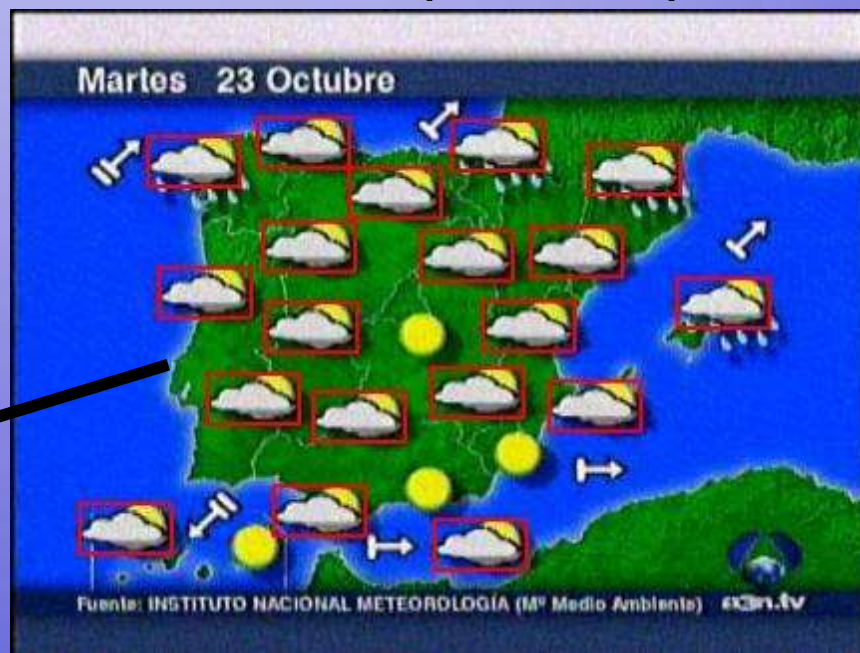 Martes 23 Octubre
Fuente: INSTITUTO NACIONAL METEOROLOGÍA (Mº Medio Ambiente) a3n.tv